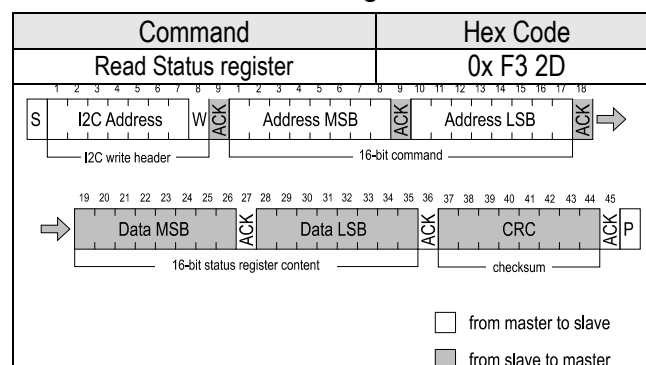 Command Hex Code
Read Status register 0x F3 2D
1 2 3 4 5 6 7 8 9 1 2 3 4 5 6 7 8 9 10 11 12 13 14 15 16 17 18
S I2C Address W ACK Address MSB ACK Address LSB ACK
I2C write header 16-bit command
19 20 21 22 23 24 25 26 27 28 29 30 31 32 33 34 35 36 37 38 39 40 41 42 43 44 45
Data MSB ACK Data LSB ACK CRC ACK P
16-bit status register content checksum
from master to slave
from slave to master